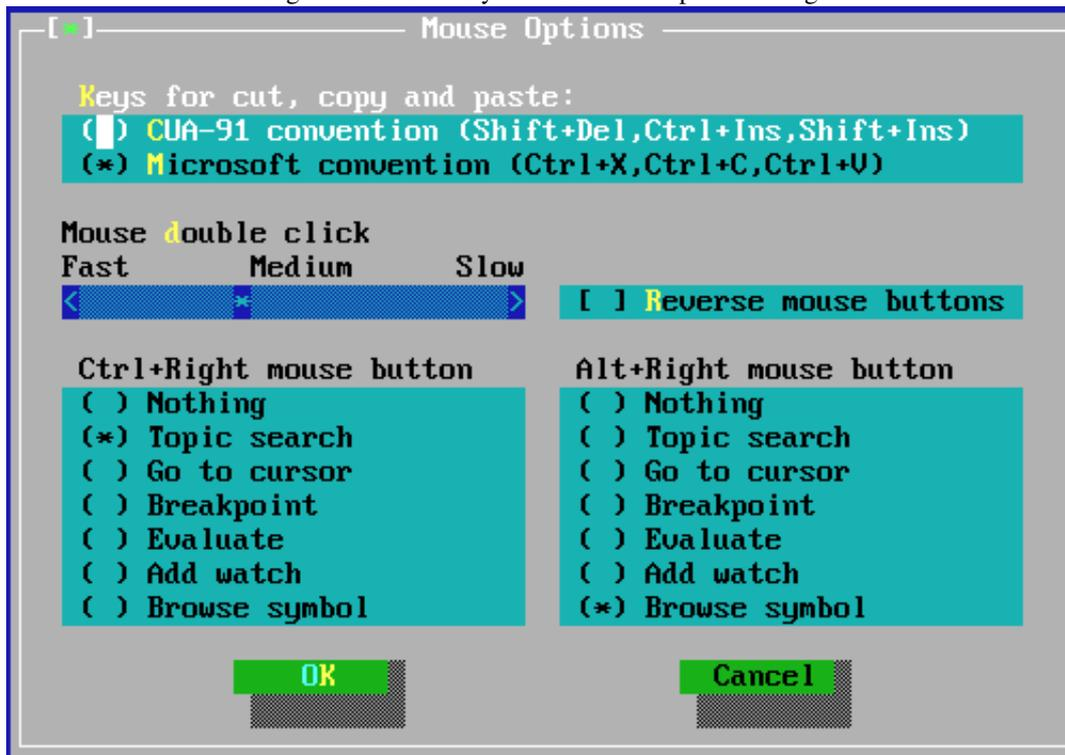 [*] Mouse Options
Keys for cut, copy and paste:
( ) CUA-91 convention (Shift+Del,Ctrl+Ins,Shift+Ins)
(*) Microsoft convention (Ctrl+X,Ctrl+C,Ctrl+V)
Mouse double click
Fast Medium Slow
[ ] Reverse mouse buttons
Ctrl+Right mouse button
( ) Nothing
(*) Topic search
( ) Go to cursor
( ) Breakpoint
( ) Evaluate
( ) Add watch
( ) Browse symbol
Alt+Right mouse button
( ) Nothing
( ) Topic search
( ) Go to cursor
( ) Breakpoint
( ) Evaluate
( ) Add watch
(*) Browse symbol
OK
Cancel